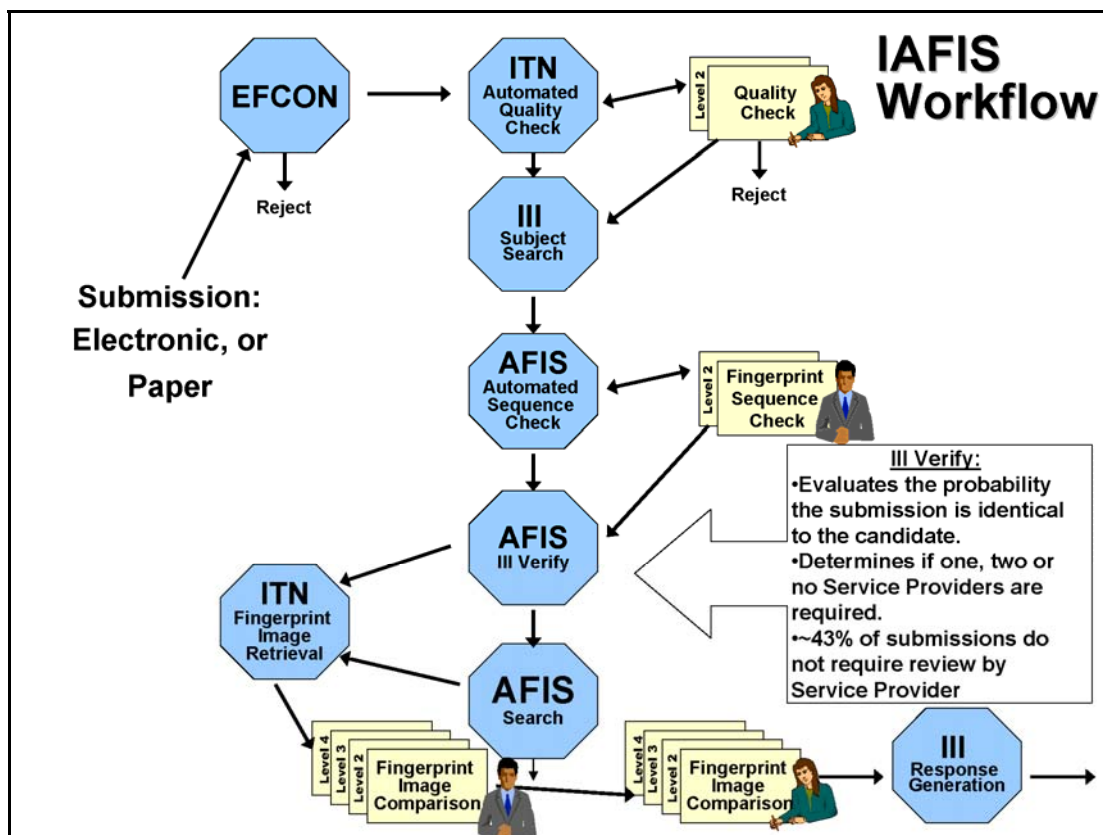 IAFIS
Workflow
EFCON
Reject
Submission:
Electronic, or
Paper
ITN
Automated
Quality
Check
Level 2
Quality
Check
Reject
III
Subject
Search
AFIS
Automated
Sequence
Check
Level 2
Fingerprint
Sequence
Check
III Verify:
•Evaluates the probability
the submission is identical
to the candidate.
•Determines if one, two or
no Service Providers are
required.
•~43% of submissions do
not require review by
Service Provider
AFIS
III Verify
ITN
Fingerprint
Image
Retrieval
AFIS
Search
Level 4
Level 3
Level 2
Fingerprint
Image
Comparison
Level 4
Level 3
Level 2
Fingerprint
Image
Comparison
III
Response
Generation